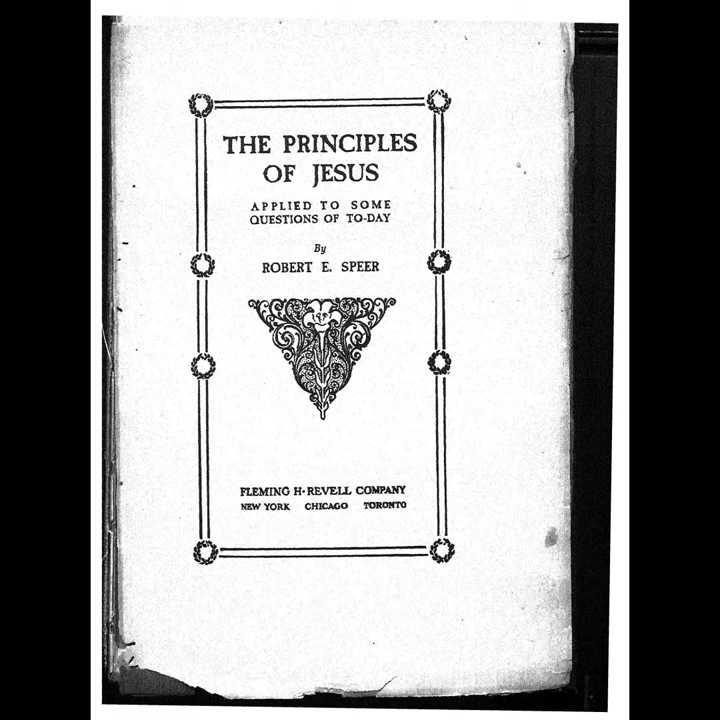 THE PRINCIPLES
OF JESUS
APPLIED TO SOME
QUESTIONS OF TO-DAY
By
ROBERT E. SPEER
FLEMING H·REVELL COMPANY
NEW YORK CHICAGO TORONTO